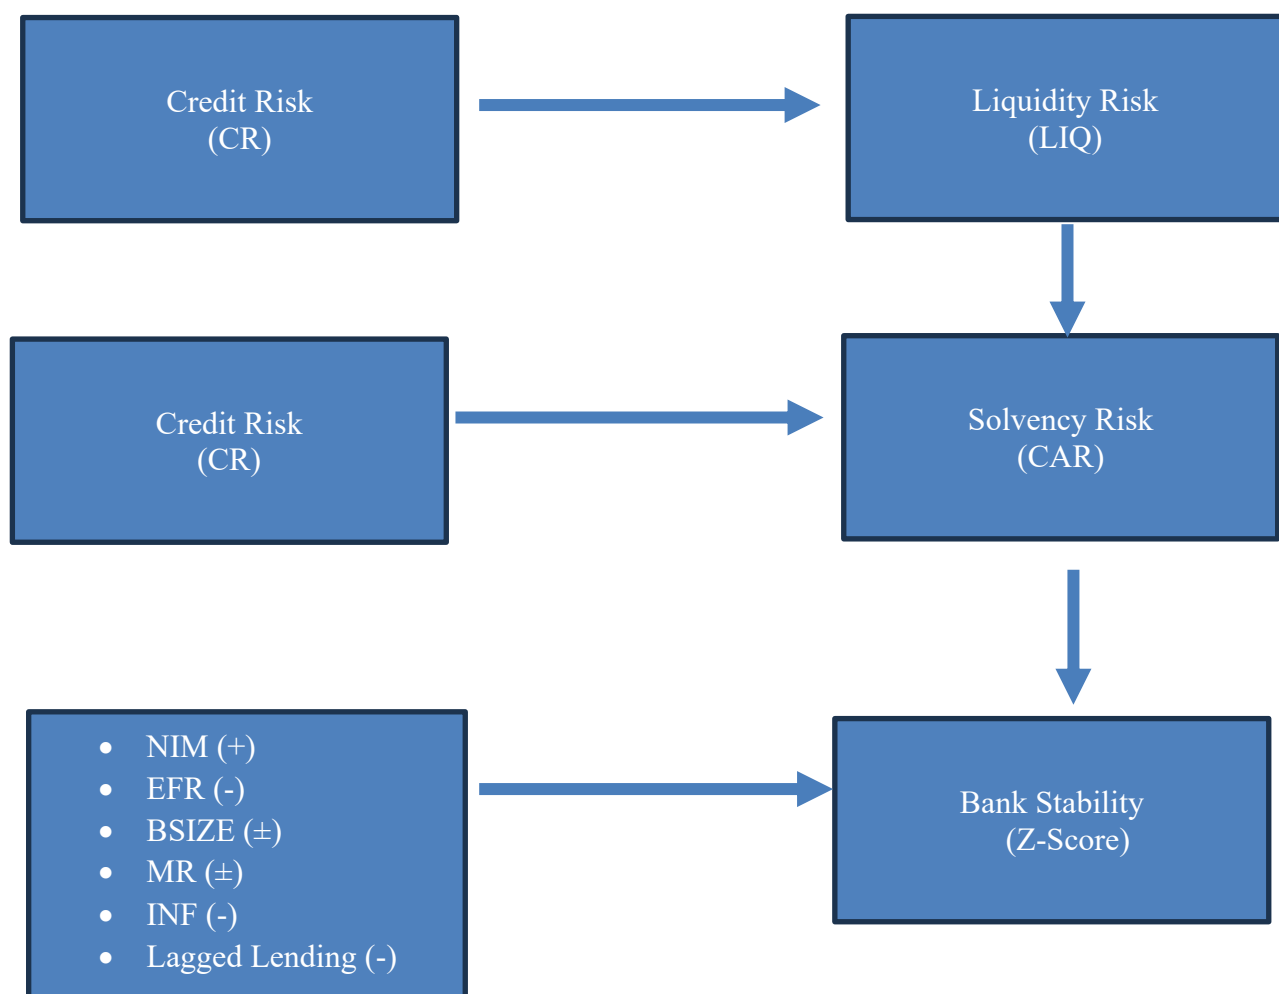 Credit Risk
(CR)
Liquidity Risk
(LIQ)
Credit Risk
(CR)
Solvency Risk
(CAR)
• NIM (+)
• EFR (-)
• BSIZE (±)
• MR (±)
• INF (-)
• Lagged Lending (-)
Bank Stability
(Z-Score)